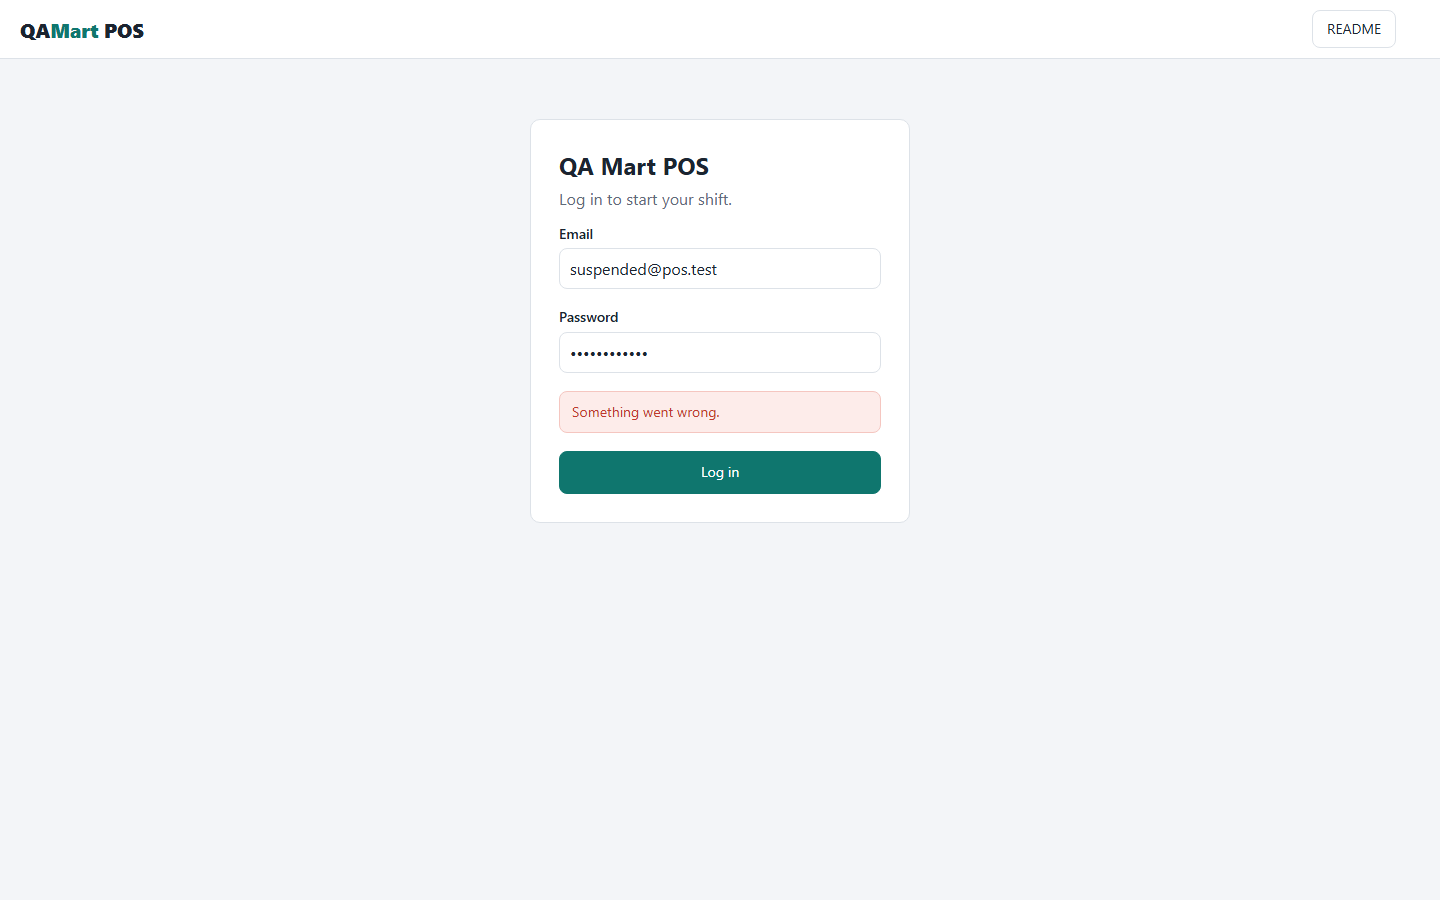 QAMart POS
README
QA Mart POS
Log in to start your shift.
Email
suspended@pos.test
Password
••••••••••••
Something went wrong.
Log in